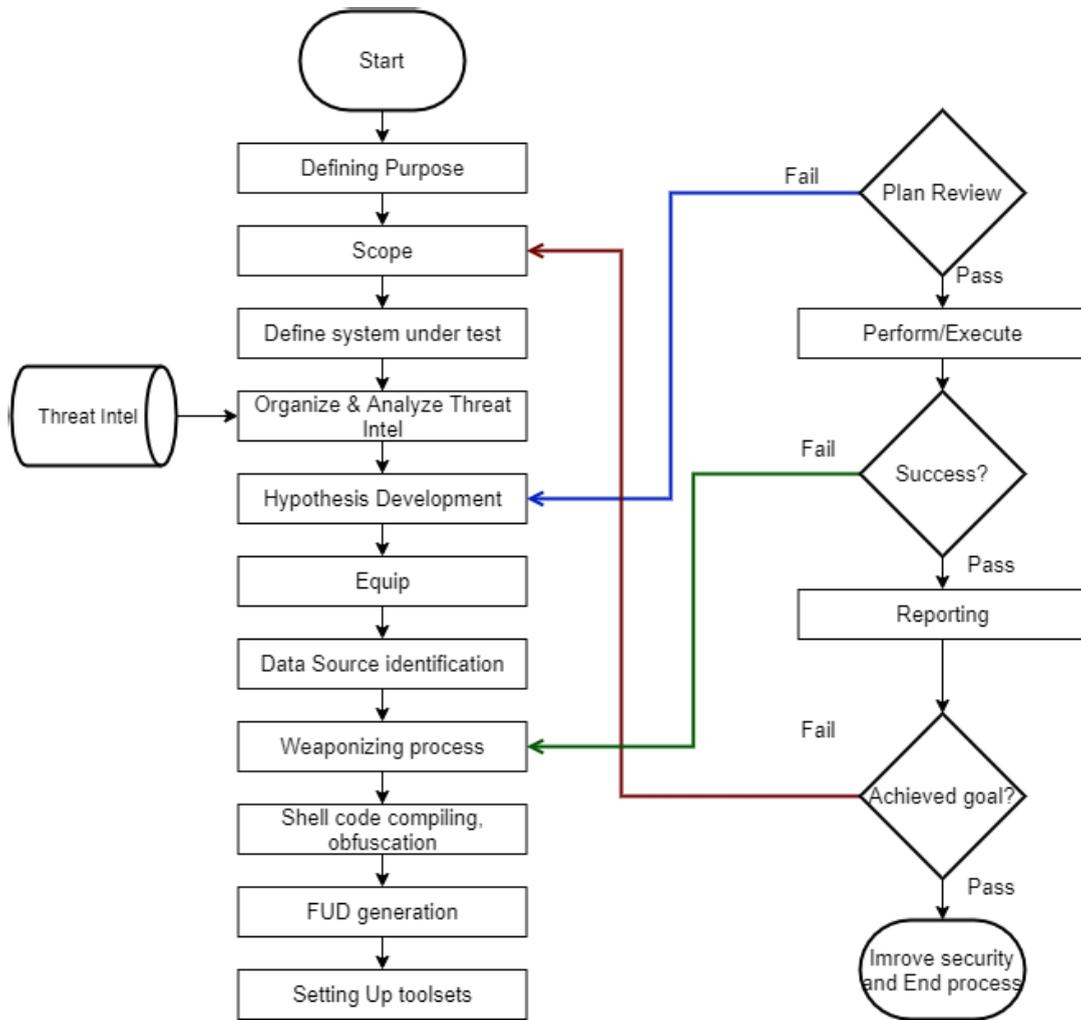 Start
Defining Purpose
Scope
Define system under test
Threat Intel
Organize & Analyze Threat
Intel
Hypothesis Development
Equip
Data Source identification
Weaponizing process
Shell code compiling,
obfuscation
FUD generation
Setting Up toolsets
Plan Review
Fail
Pass
Perform/Execute
Success?
Fail
Pass
Reporting
Achieved goal?
Fail
Pass
Imrove security
and End process